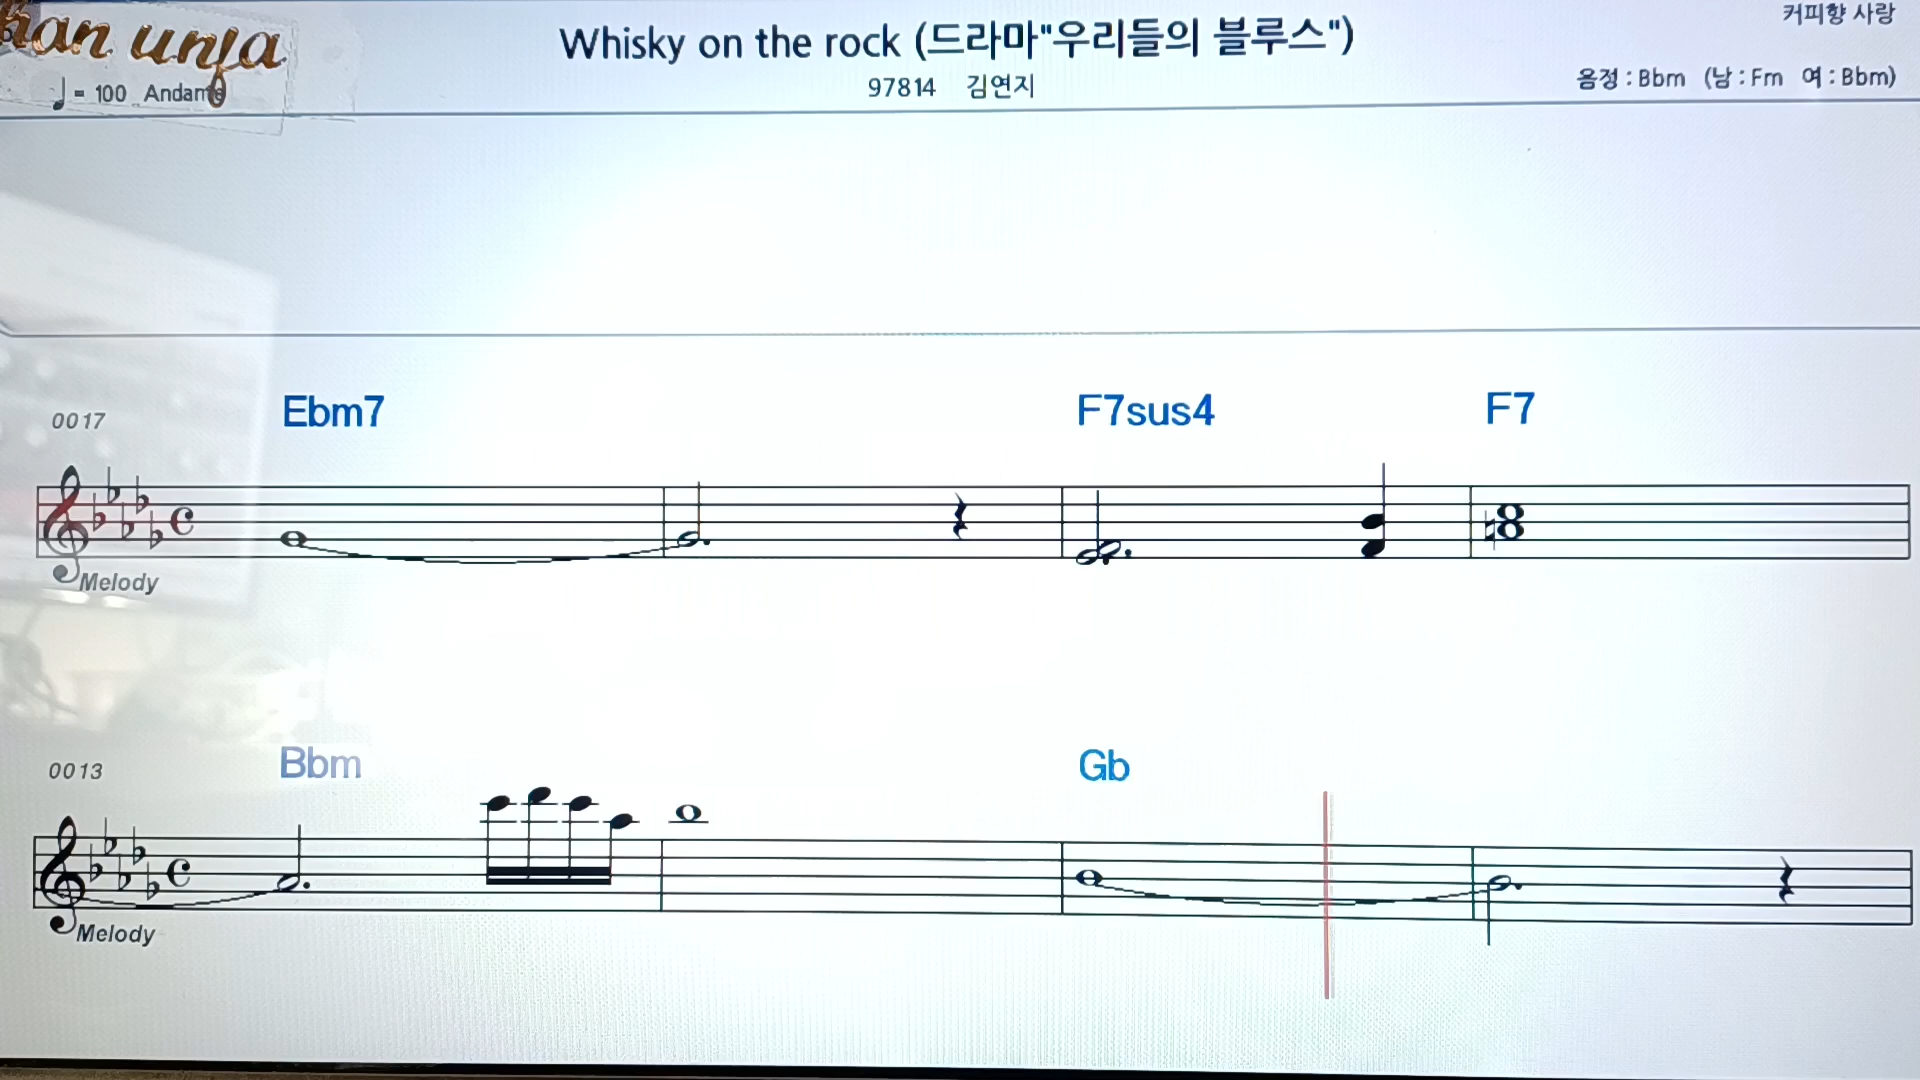 Whisky on the rock (드라마"우리들의 블루스")
커피향 사랑
♩= 100 Andante
97814 김연지
음정 : Bbm (남 : Fm 여 : Bbm)
0017
Ebm7 F7sus4 F7
Melody
0013
Bbm Gb
Melody